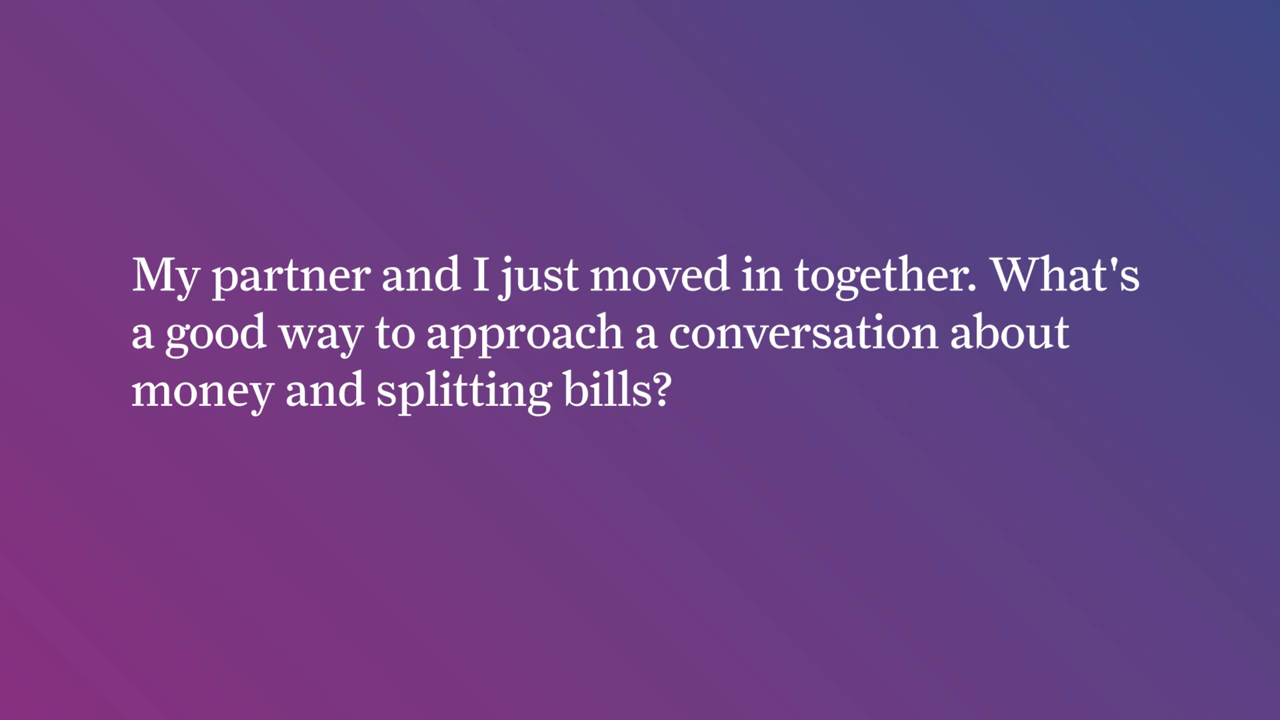 My partner and I just moved in together. What's
a good way to approach a conversation about
money and splitting bills?